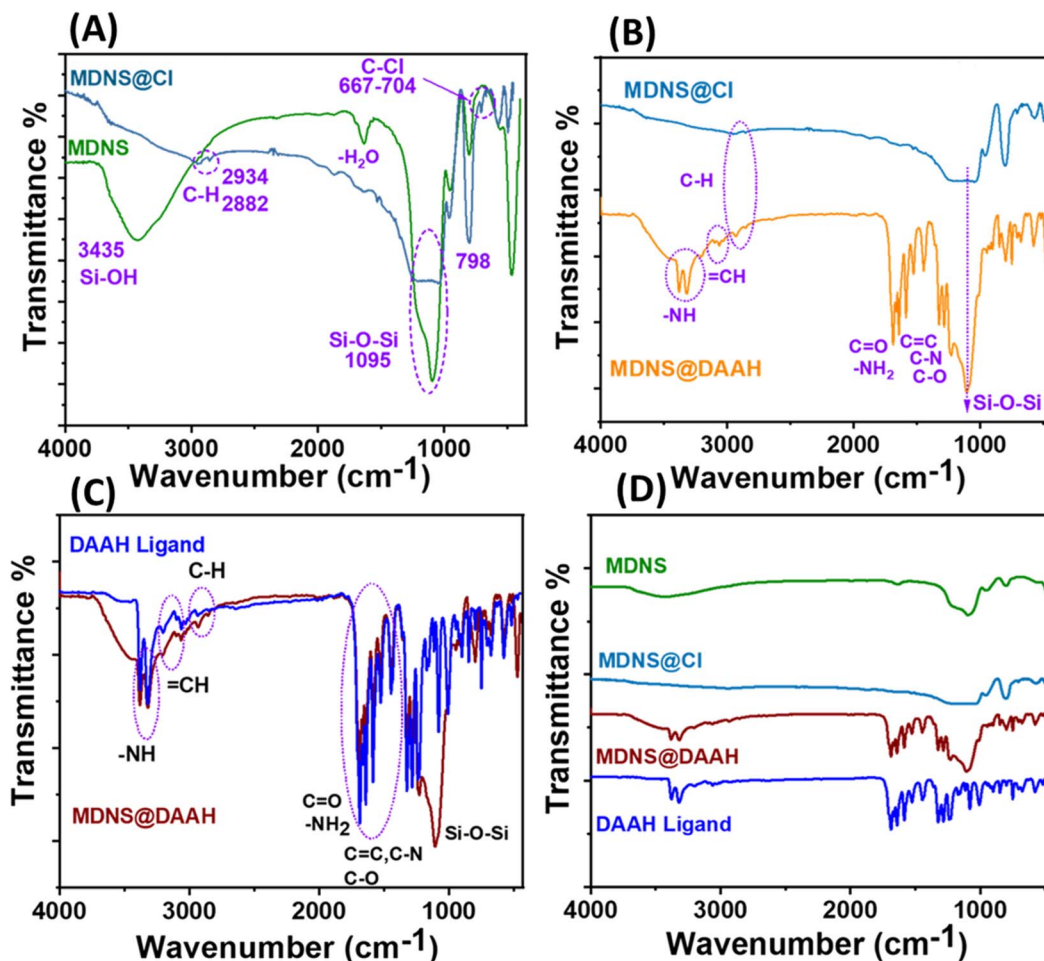 (A)
Transmittance %
MDNS@Cl
MDNS
C-Cl
667-704
-H₂O
C-H
2934
2882
3435
Si-OH
798
Si-O-Si
1095
4000 3000 2000 1000
Wavenumber (cm⁻¹)
(B)
Transmittance %
MDNS@Cl
C-H
=CH
-NH
MDNS@DAAH
C=O
-NH₂
C=C
C-N
C-O
Si-O-Si
4000 3000 2000 1000
Wavenumber (cm⁻¹)
(C)
Transmittance %
DAAH Ligand
C-H
=CH
-NH
MDNS@DAAH
C=O
-NH₂
C=C,C-N
C-O
Si-O-Si
4000 3000 2000 1000
Wavenumber (cm⁻¹)
(D)
Transmittance %
MDNS
MDNS@Cl
MDNS@DAAH
DAAH Ligand
4000 3000 2000 1000
Wavenumber (cm⁻¹)